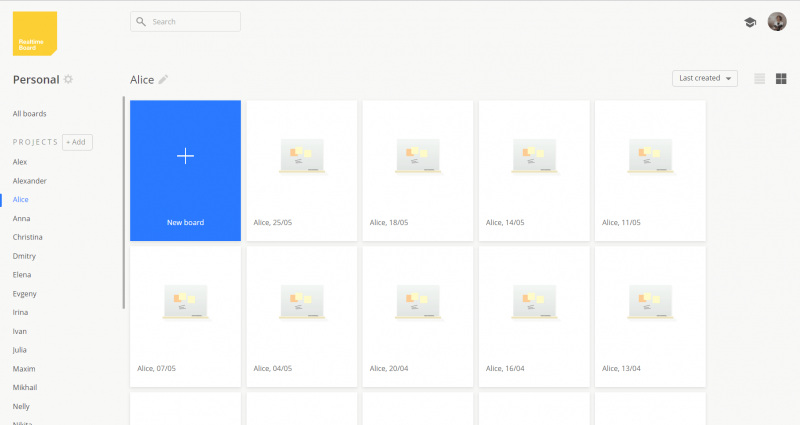 Realtime
Board
Search
Personal
Alice
Last created
All boards
PROJECTS
+ Add
Alex
Alexander
Alice
Anna
Christina
Dmitry
Elena
Evgeny
Irina
Ivan
Julia
Maxim
Mikhail
Nelly
Nikita
New board
Alice, 25/05
Alice, 18/05
Alice, 14/05
Alice, 11/05
Alice, 07/05
Alice, 04/05
Alice, 20/04
Alice, 16/04
Alice, 13/04